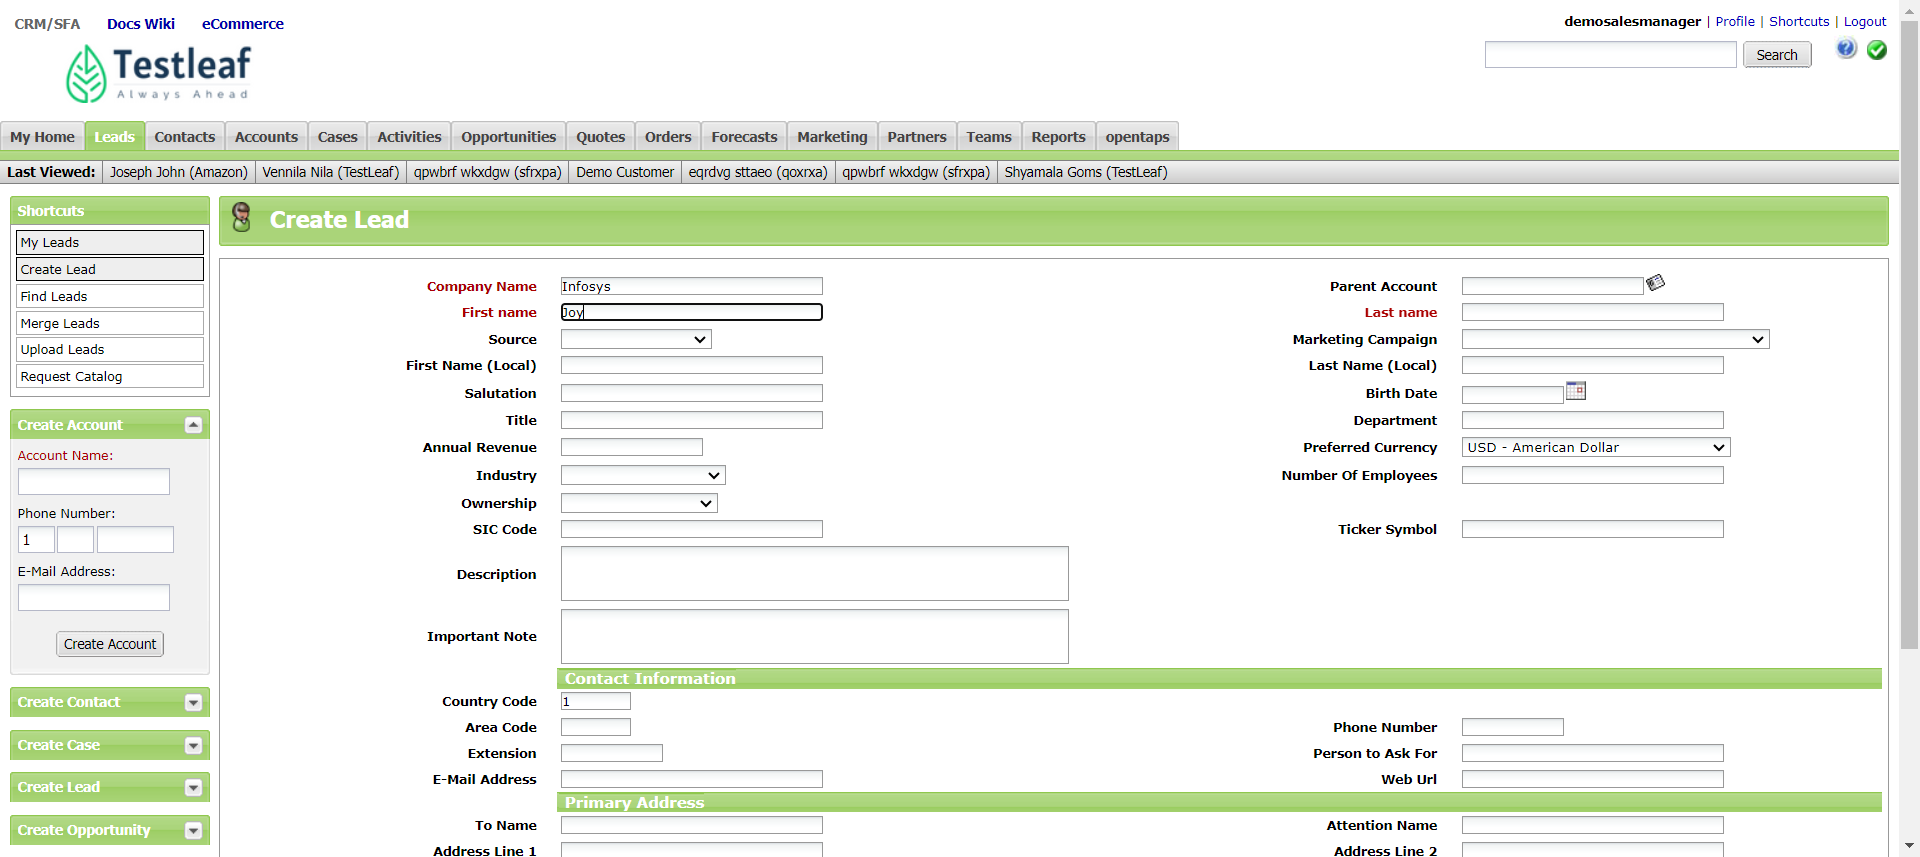 CRM/SFA Docs Wiki eCommerce
demosalesmanager | Profile | Shortcuts | Logout
Testleaf
Always Ahead
Search
My Home Leads Contacts Accounts Cases Activities Opportunities Quotes Orders Forecasts Marketing Partners Teams Reports opentaps
Last Viewed: Joseph John (Amazon) Vennila Nila (TestLeaf) qpwbrf wkxdgw (sfrxpa) Demo Customer eqrdvg sttaeo (qoxrxa) qpwbrf wkxdgw (sfrxpa) Shyamala Goms (TestLeaf)
Shortcuts
My Leads
Create Lead
Find Leads
Merge Leads
Upload Leads
Request Catalog
Create Account
Account Name:
Phone Number:
1
E-Mail Address:
Create Account
Create Contact
Create Case
Create Lead
Create Opportunity
Create Lead
Company Name Infosys Parent Account
First name Joy Last name
Source Marketing Campaign
First Name (Local) Last Name (Local)
Salutation Birth Date
Title Department
Annual Revenue Preferred Currency USD - American Dollar
Industry Number Of Employees
Ownership
SIC Code Ticker Symbol
Description
Important Note
Contact Information
Country Code 1
Area Code Phone Number
Extension Person to Ask For
E-Mail Address Web Url
Primary Address
To Name Attention Name
Address Line 1 Address Line 2